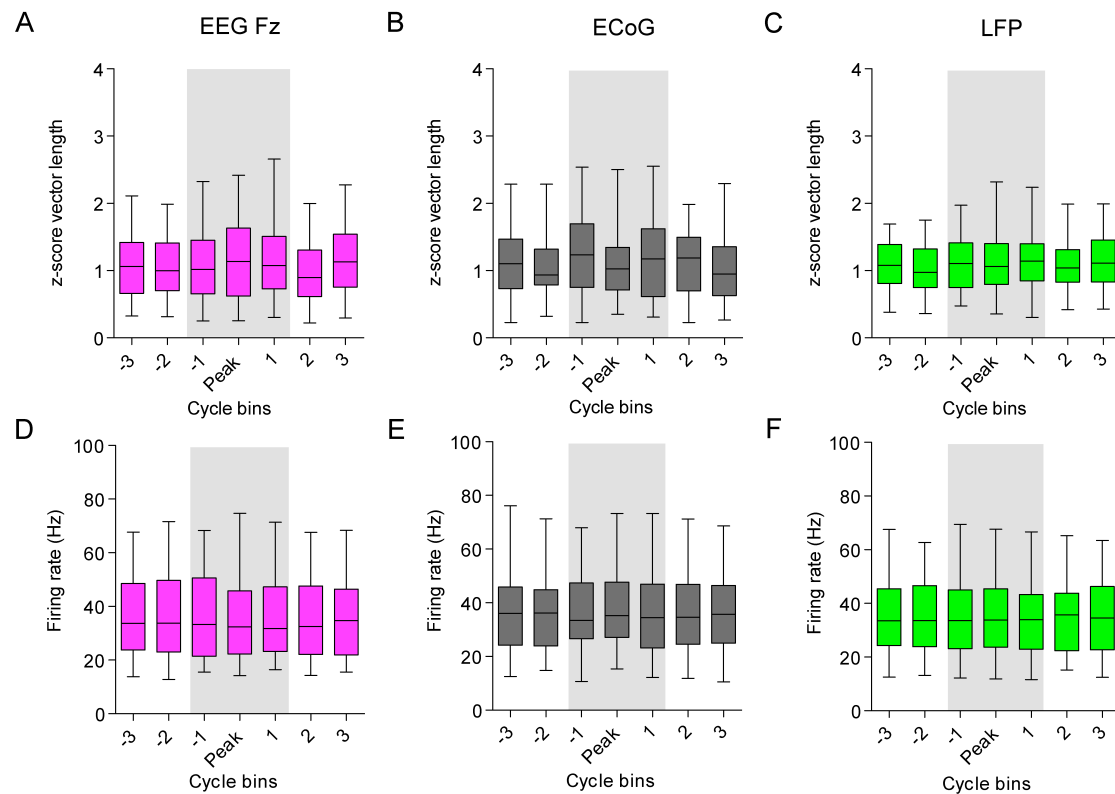 A
EEG Fz
B
ECoG
C
LFP
z-score vector length
4
3
2
1
0
-3
-2
-1
Peak
1
2
3
Cycle bins
z-score vector length
4
3
2
1
0
-3
-2
-1
Peak
1
2
3
Cycle bins
z-score vector length
4
3
2
1
0
-3
-2
-1
Peak
1
2
3
Cycle bins
D
Firing rate (Hz)
100
80
60
40
20
0
-3
-2
-1
Peak
1
2
3
Cycle bins
E
Firing rate (Hz)
100
80
60
40
20
0
-3
-2
-1
Peak
1
2
3
Cycle bins
F
Firing rate (Hz)
100
80
60
40
20
0
-3
-2
-1
Peak
1
2
3
Cycle bins